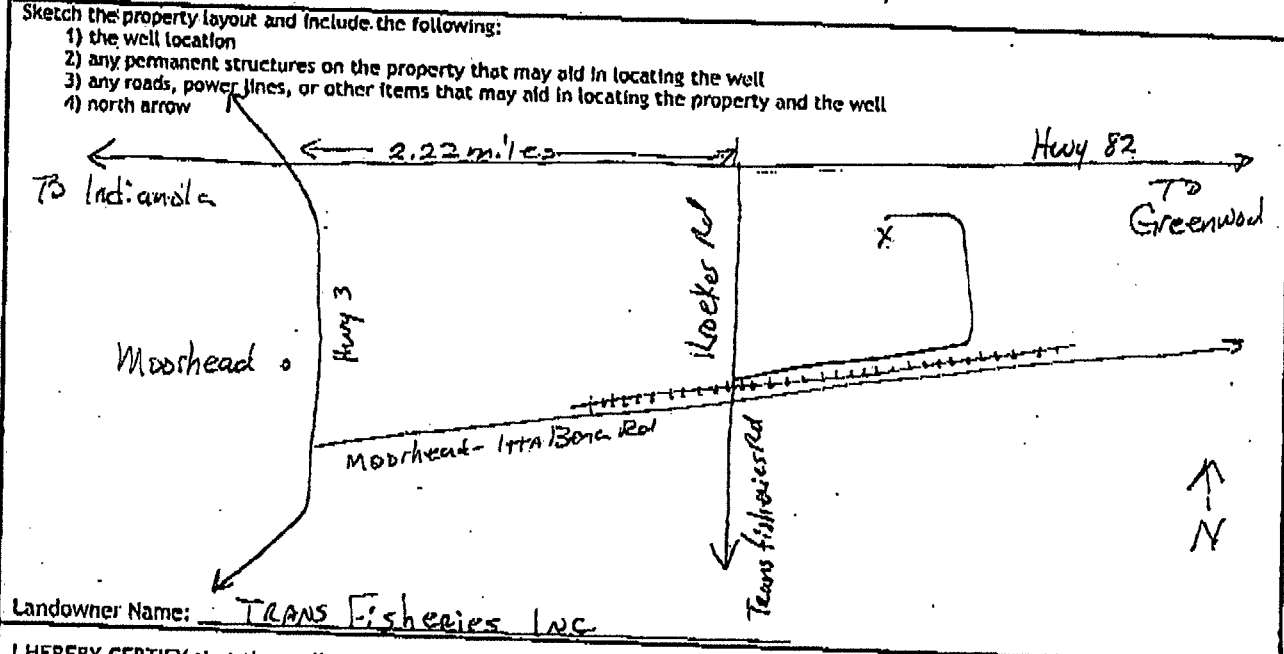 Sketch the property layout and include the following:
1) the well location
2) any permanent structures on the property that may aid in locating the well
3) any roads, power lines, or other items that may aid in locating the property and the well
4) north arrow
2.22 miles
Hwy 82
To Indianola
To
Greenwood
X
Hwy 3
Moorhead
Moorhead - Itta Bena Rd
Trans Fisheries Rd
N
Landowner Name: TRANS Fisheries INC
I HEREBY CERTIFY that the